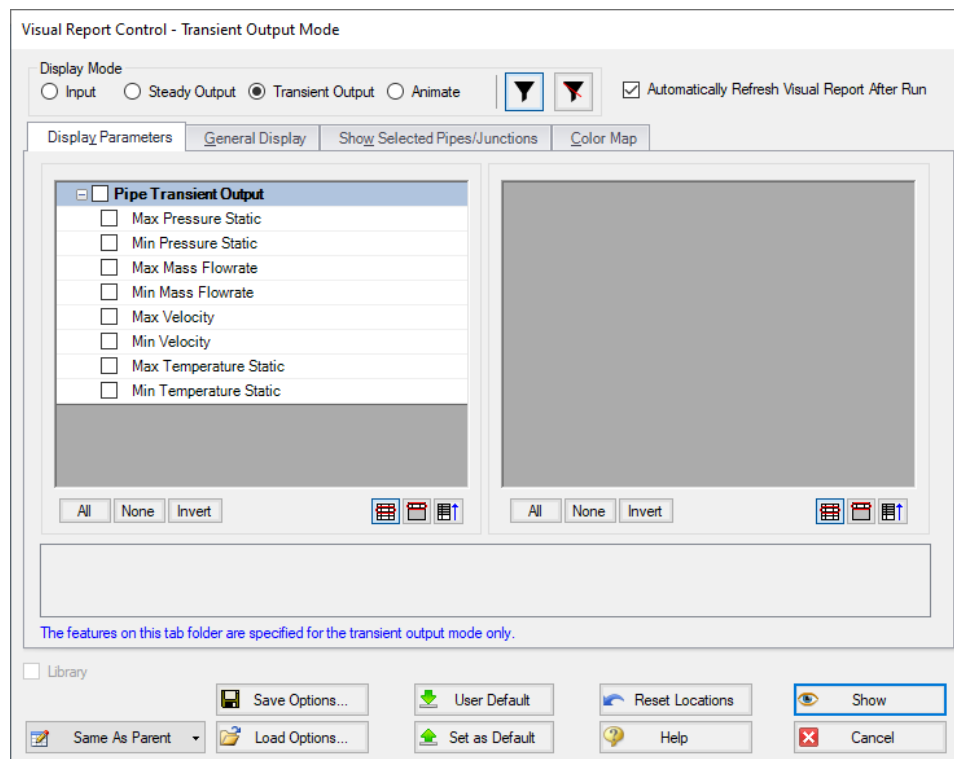 Visual Report Control - Transient Output Mode
Display Mode
Input Steady Output Transient Output Animate
Automatically Refresh Visual Report After Run
Display Parameters General Display Show Selected Pipes/Junctions Color Map
Pipe Transient Output
Max Pressure Static
Min Pressure Static
Max Mass Flowrate
Min Mass Flowrate
Max Velocity
Min Velocity
Max Temperature Static
Min Temperature Static
All None Invert
All None Invert
The features on this tab folder are specified for the transient output mode only.
Library
Save Options... User Default Reset Locations Show
Same As Parent Load Options... Set as Default Help Cancel